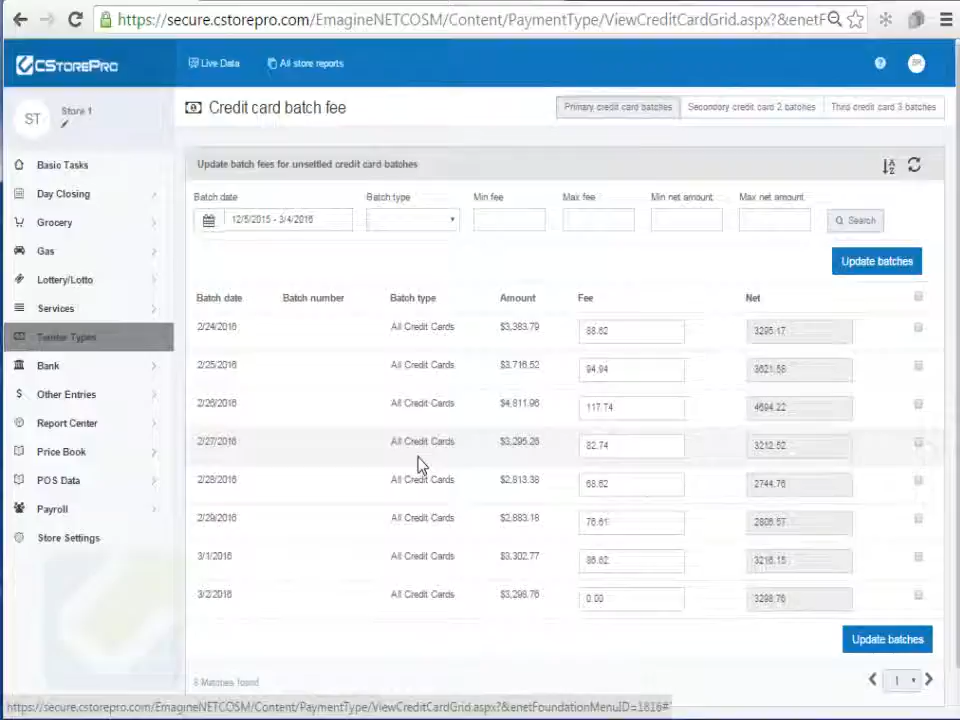 https://secure.cstorepro.com/EmagineNETCOSM/Content/PaymentType/ViewCreditCardGrid.aspx?&enetF
CStorePro
Live Data
All store reports
?
BR
ST
Store 1
Credit card batch fee
Primary credit card batches
Secondary credit card 2 batches
Third credit card 3 batches
Basic Tasks
Day Closing
Grocery
Gas
Lottery/Lotto
Services
Tender Types
Bank
Other Entries
Report Center
Price Book
POS Data
Payroll
Store Settings
Update batch fees for unsettled credit card batches
Batch date Batch type Min fee Max fee Min net amount Max net amount
12/5/2015 - 3/4/2016 Search
Update batches
Batch date Batch number Batch type Amount Fee Net
2/24/2016 All Credit Cards $3,383.79 88.62 3295.17
2/25/2016 All Credit Cards $3,716.52 94.94 3621.58
2/26/2016 All Credit Cards $4,811.96 117.74 4694.22
2/27/2016 All Credit Cards $3,295.26 82.74 3212.52
2/28/2016 All Credit Cards $2,813.38 68.62 2744.76
2/29/2016 All Credit Cards $2,883.18 76.61 2806.57
3/1/2016 All Credit Cards $3,302.77 86.62 3216.15
3/2/2016 All Credit Cards $3,298.76 0.00 3298.76
Update batches
8 Matches found
1
https://secure.cstorepro.com/EmagineNETCOSM/Content/PaymentType/ViewCreditCardGrid.aspx?&enetFoundationMenuID=1816#